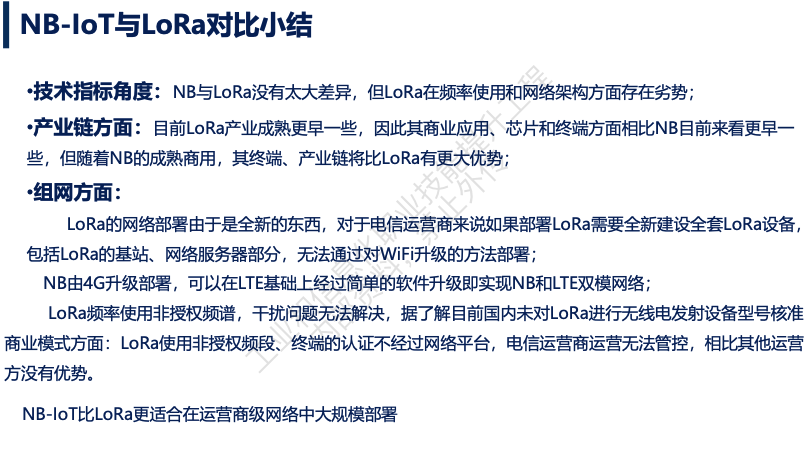 NB-IoT与LoRa对比小结
•技术指标角度：NB与LoRa没有太大差异，但LoRa在频率使用和网络架构方面存在劣势；
•产业链方面：目前LoRa产业成熟更早一些，因此其商业应用、芯片和终端方面相比NB目前来看更早一
些，但随着NB的成熟商用，其终端、产业链将比LoRa有更大优势；
•组网方面：
LoRa的网络部署由于是全新的东西，对于电信运营商来说如果部署LoRa需要全新建设全套LoRa设备，
包括LoRa的基站、网络服务器部分，无法通过对WiFi升级的方法部署；
NB由4G升级部署，可以在LTE基础上经过简单的软件升级即实现NB和LTE双模网络；
LoRa频率使用非授权频谱，干扰问题无法解决，据了解目前国内未对LoRa进行无线电发射设备型号核准
商业模式方面：LoRa使用非授权频段、终端的认证不经过网络平台，电信运营商运营无法管控，相比其他运营
方没有优势。
NB-IoT比LoRa更适合在运营商级网络中大规模部署